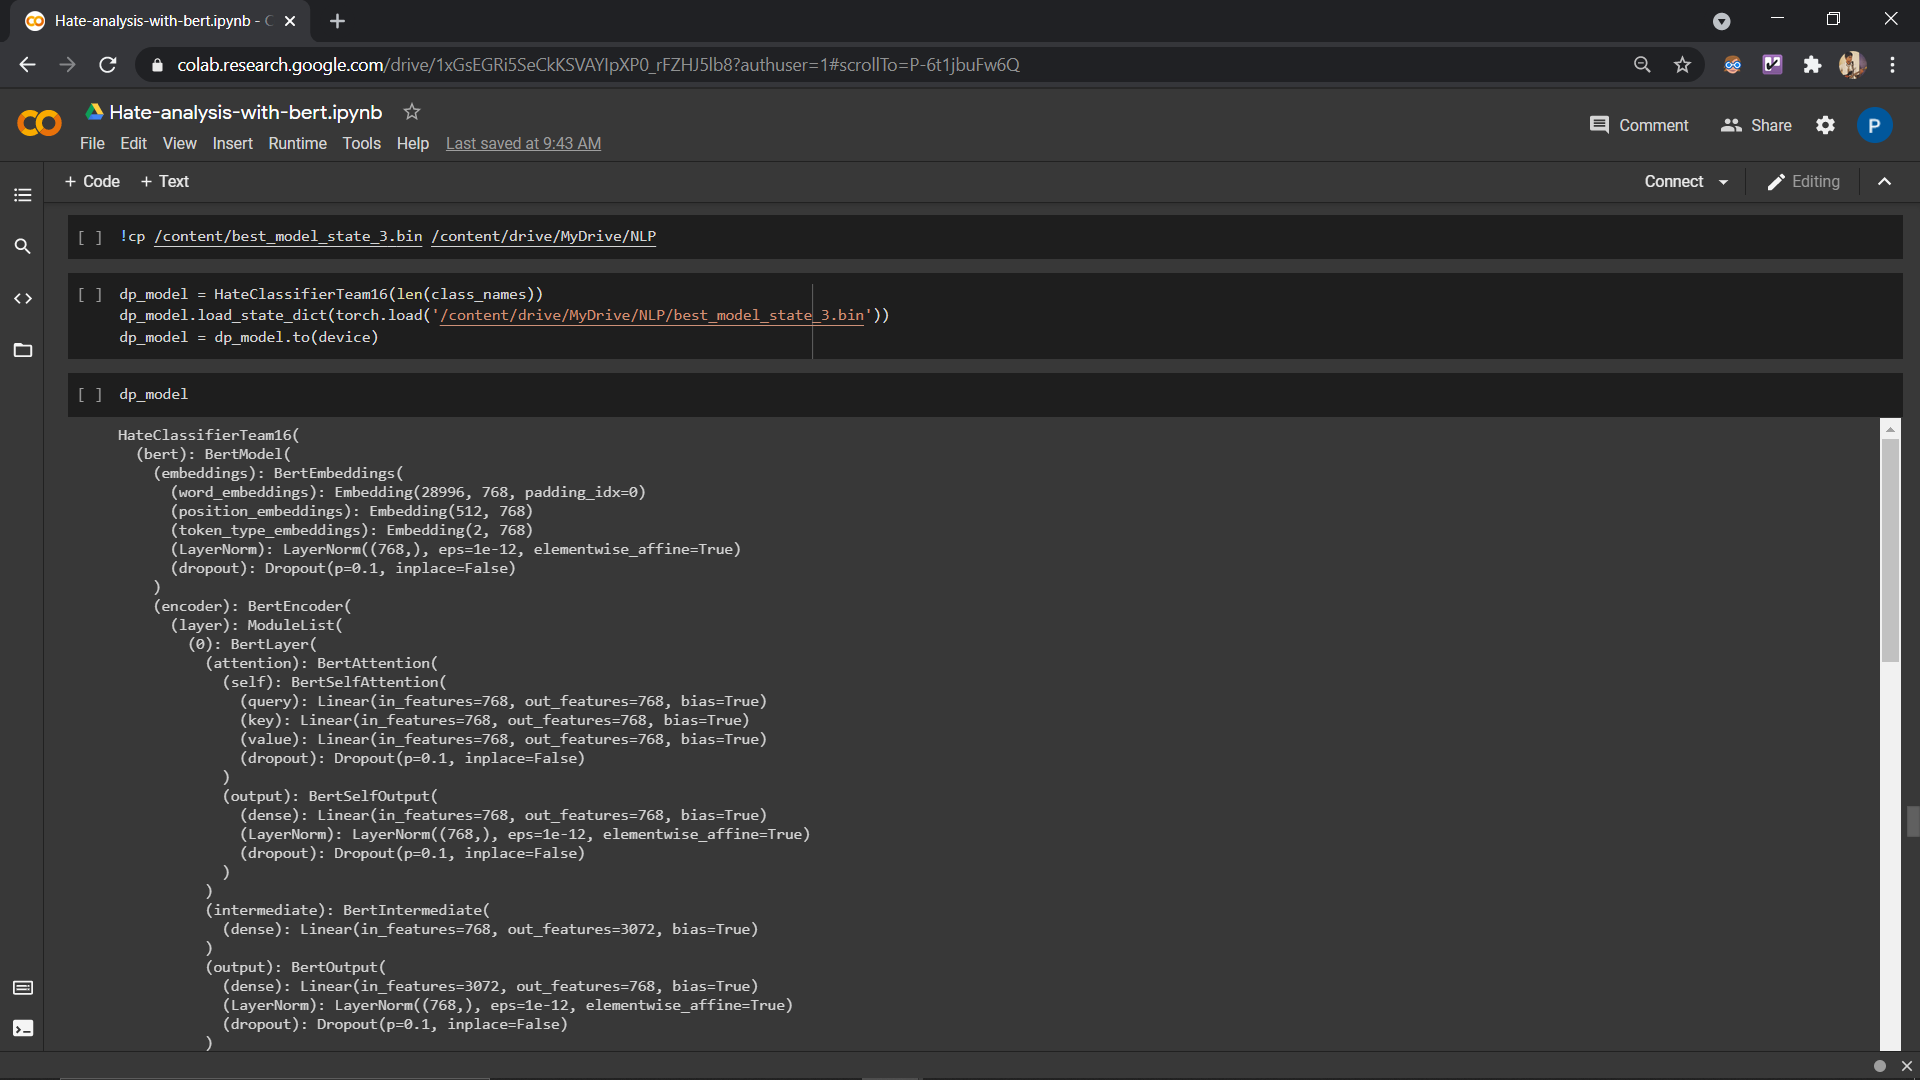 Hate-analysis-with-bert.ipynb - C
colab.research.google.com/drive/1xGsEGRi5SeCkKSVAYIpXP0_rFZHJ5lb8?authuser=1#scrollTo=P-6t1jbuFw6Q
Hate-analysis-with-bert.ipynb
File Edit View Insert Runtime Tools Help Last saved at 9:43 AM
Comment Share P
+ Code + Text Connect Editing
[ ] !cp /content/best_model_state_3.bin /content/drive/MyDrive/NLP
[ ] dp_model = HateClassifierTeam16(len(class_names))
dp_model.load_state_dict(torch.load('/content/drive/MyDrive/NLP/best_model_state_3.bin'))
dp_model = dp_model.to(device)
[ ] dp_model
HateClassifierTeam16(
(bert): BertModel(
(embeddings): BertEmbeddings(
(word_embeddings): Embedding(28996, 768, padding_idx=0)
(position_embeddings): Embedding(512, 768)
(token_type_embeddings): Embedding(2, 768)
(LayerNorm): LayerNorm((768,), eps=1e-12, elementwise_affine=True)
(dropout): Dropout(p=0.1, inplace=False)
)
(encoder): BertEncoder(
(layer): ModuleList(
(0): BertLayer(
(attention): BertAttention(
(self): BertSelfAttention(
(query): Linear(in_features=768, out_features=768, bias=True)
(key): Linear(in_features=768, out_features=768, bias=True)
(value): Linear(in_features=768, out_features=768, bias=True)
(dropout): Dropout(p=0.1, inplace=False)
)
(output): BertSelfOutput(
(dense): Linear(in_features=768, out_features=768, bias=True)
(LayerNorm): LayerNorm((768,), eps=1e-12, elementwise_affine=True)
(dropout): Dropout(p=0.1, inplace=False)
)
)
(intermediate): BertIntermediate(
(dense): Linear(in_features=768, out_features=3072, bias=True)
)
(output): BertOutput(
(dense): Linear(in_features=3072, out_features=768, bias=True)
(LayerNorm): LayerNorm((768,), eps=1e-12, elementwise_affine=True)
(dropout): Dropout(p=0.1, inplace=False)
)